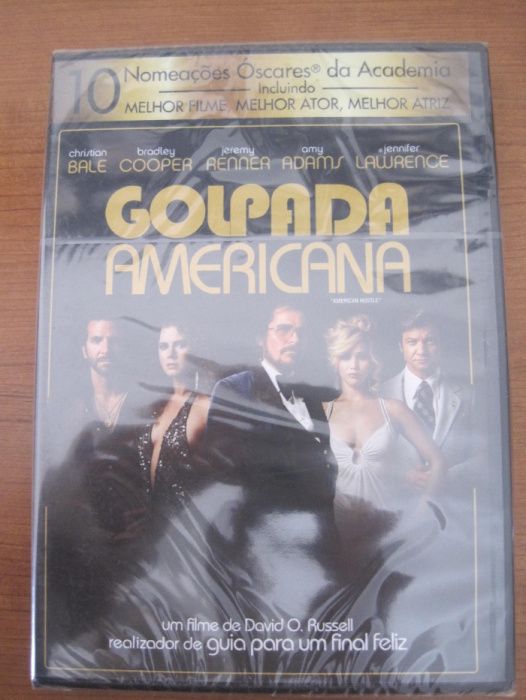 10 Nomeações Óscares® da Academia
Incluindo
MELHOR FILME, MELHOR ATOR, MELHOR ATRIZ
christian BALE bradley COOPER jeremy RENNER amy ADAMS jennifer LAWRENCE
GOLPADA
AMERICANA
"AMERICAN HUSTLE"
um filme de David O. Russell
realizador de guia para um final feliz